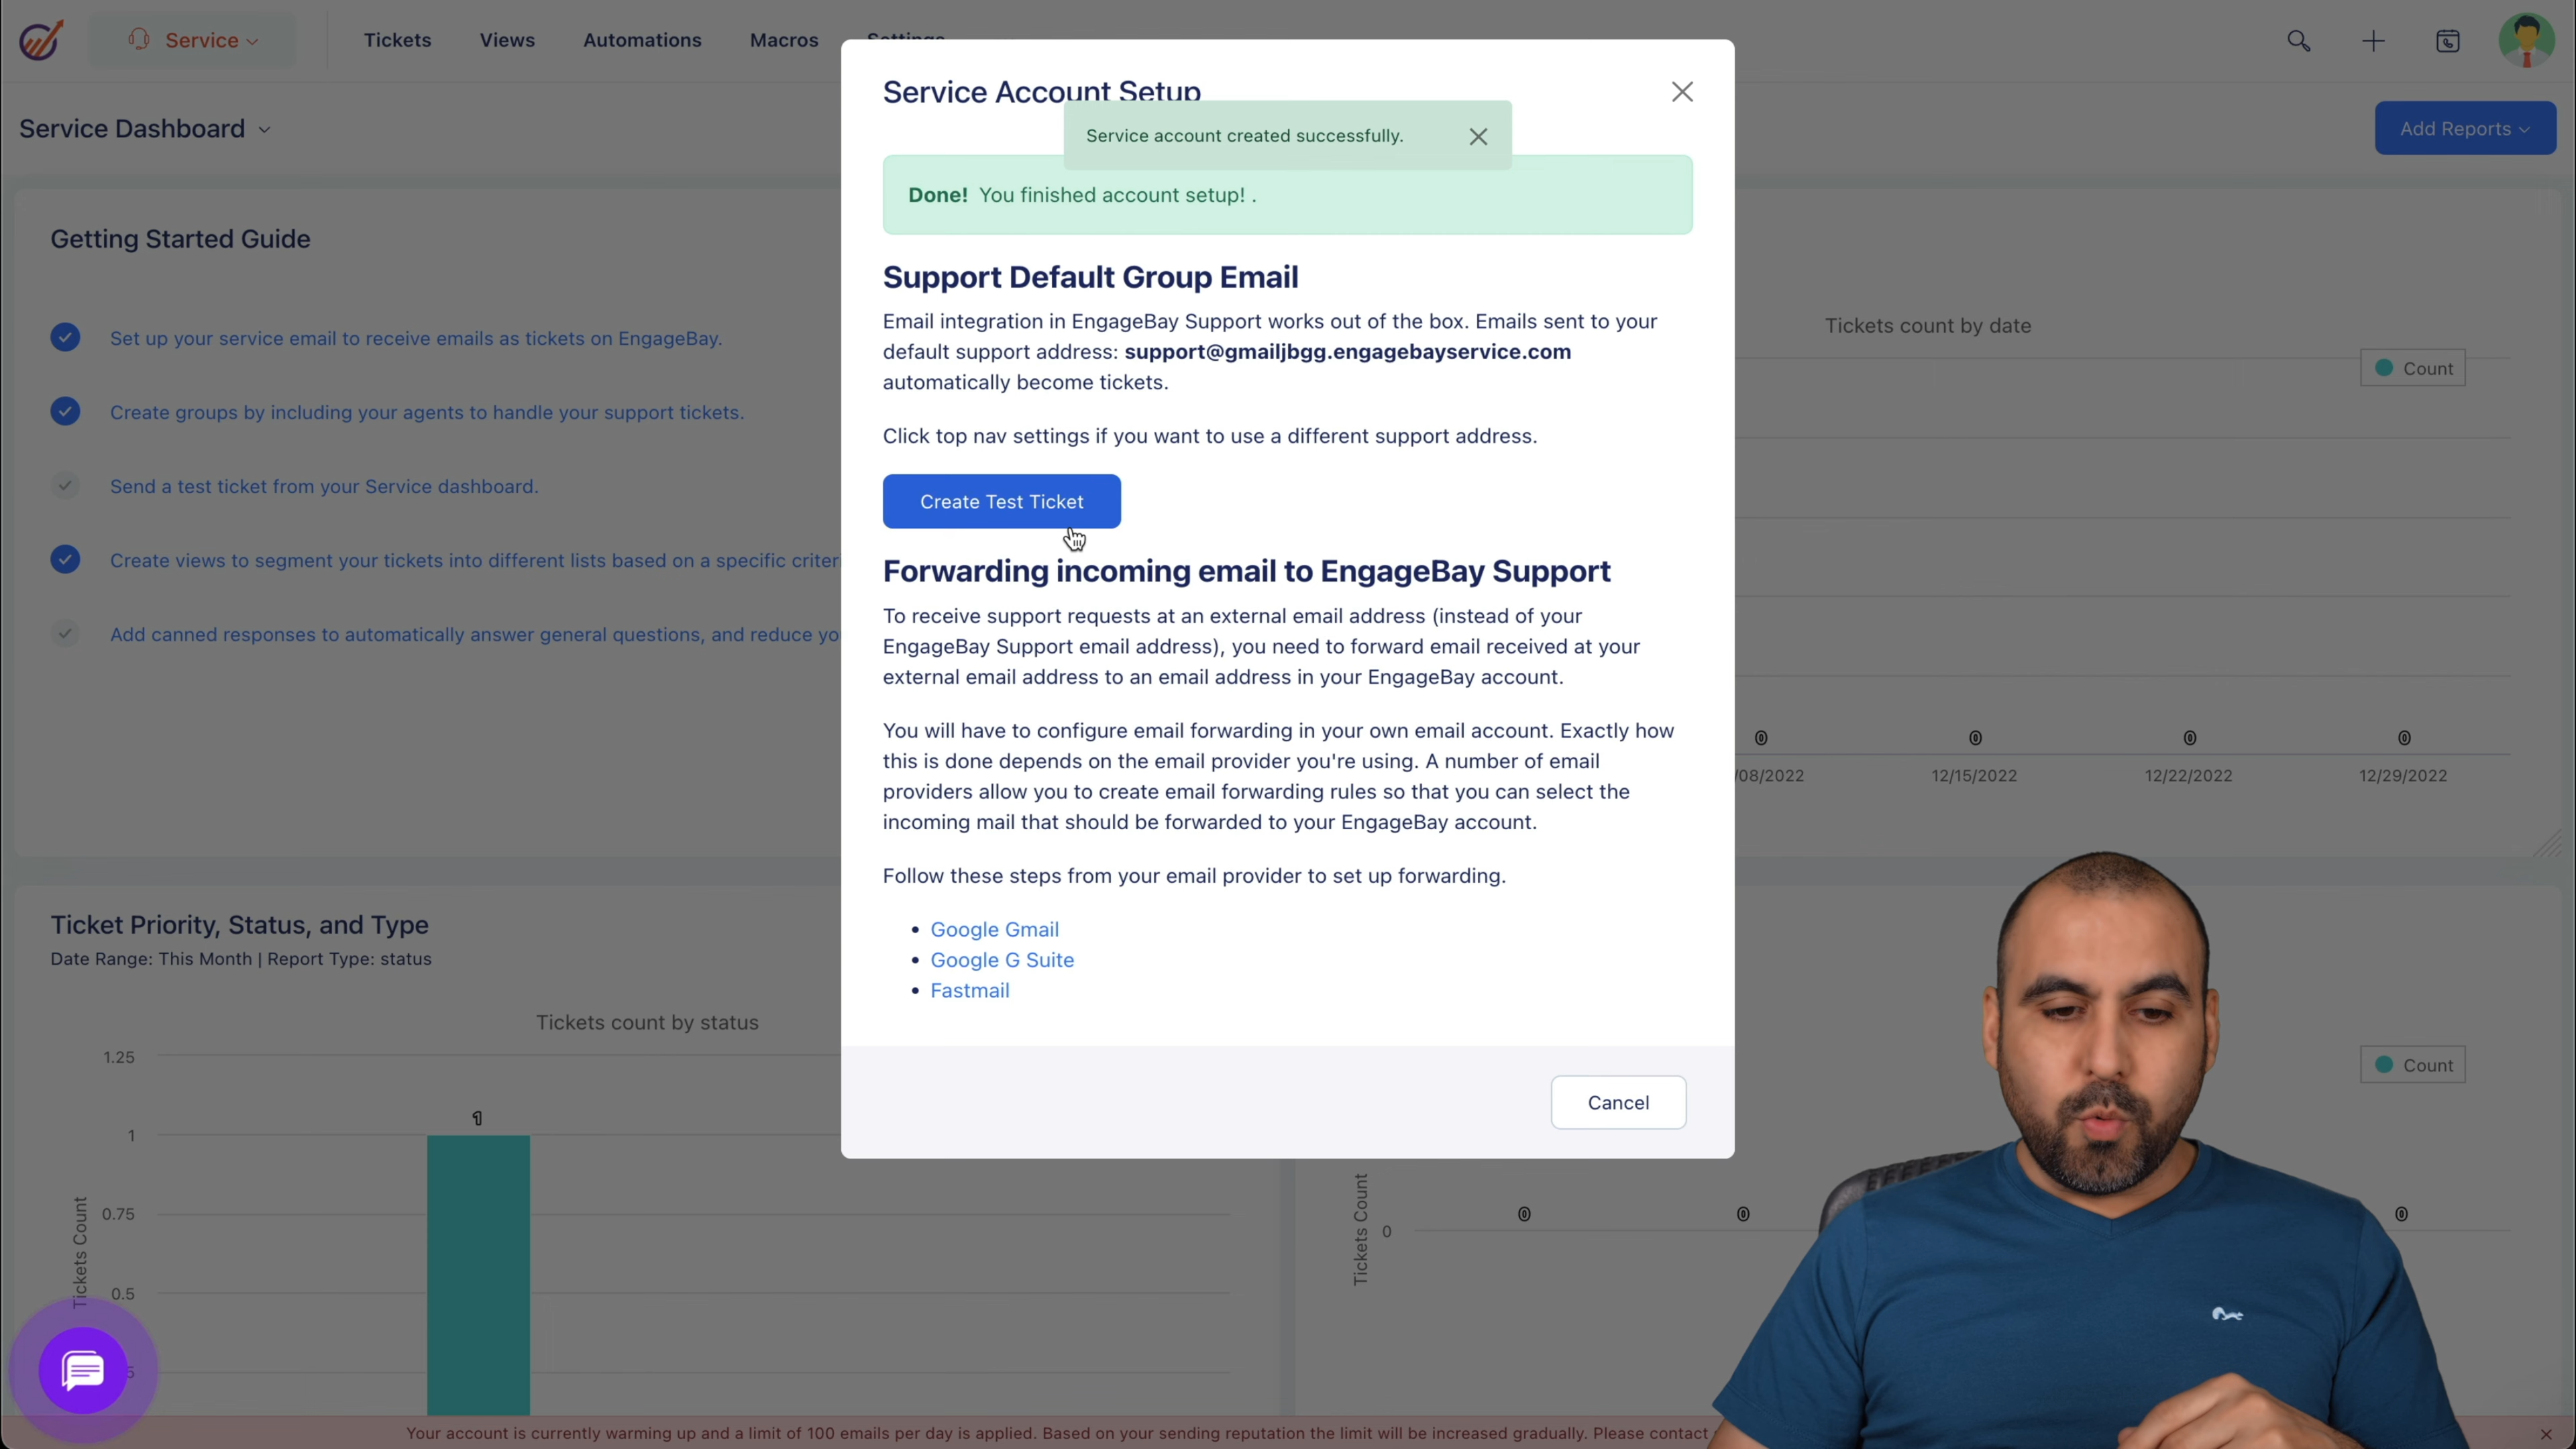 Service
Tickets
Views
Automations
Macros
Service Dashboard
Add Reports
Service Account Setup
Service account created successfully.
Done! You finished account setup! .
Support Default Group Email
Email integration in EngageBay Support works out of the box. Emails sent to your
default support address: support@gmailjbgg.engagebayservice.com
automatically become tickets.
Click top nav settings if you want to use a different support address.
Create Test Ticket
Forwarding incoming email to EngageBay Support
To receive support requests at an external email address (instead of your
EngageBay Support email address), you need to forward email received at your
external email address to an email address in your EngageBay account.
You will have to configure email forwarding in your own email account. Exactly how
this is done depends on the email provider you're using. A number of email
providers allow you to create email forwarding rules so that you can select the
incoming mail that should be forwarded to your EngageBay account.
Follow these steps from your email provider to set up forwarding.
Google Gmail
Google G Suite
Fastmail
Cancel
Getting Started Guide
Set up your service email to receive emails as tickets on EngageBay.
Create groups by including your agents to handle your support tickets.
Send a test ticket from your Service dashboard.
Create views to segment your tickets into different lists based on a specific criteri
Add canned responses to automatically answer general questions, and reduce yo
Tickets count by date
Count
0 0 0 0
/08/2022 12/15/2022 12/22/2022 12/29/2022
Ticket Priority, Status, and Type
Date Range: This Month | Report Type: status
Tickets count by status
1.25
1
1
0.75
0.5
Tickets Count
Count
Tickets Count
0
0 0 0
Your account is currently warming up and a limit of 100 emails per day is applied. Based on your sending reputation the limit will be increased gradually. Please contact